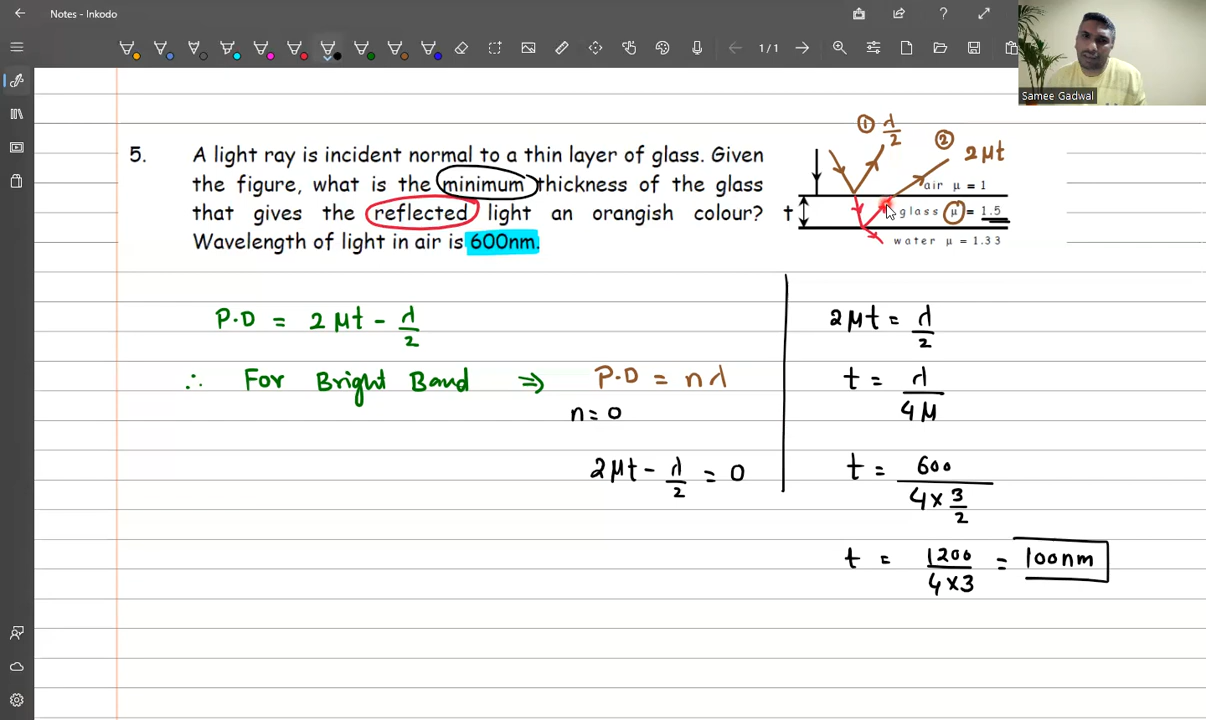 Notes - Inkodo
1/1
Samee Gadwal
5. A light ray is incident normal to a thin layer of glass. Given
the figure, what is the minimum thickness of the glass
that gives the reflected light an orangish colour?
Wavelength of light in air is 600nm.
① λ/2
② 2μt
air μ = 1
t
glass μ = 1.5
water μ = 1.33
P.D = 2μt - λ/2
∴ For Bright Band ⇒ P.D = nλ
n = 0
2μt - λ/2 = 0
2μt = λ/2
t = λ/4μ
t = 600/(4 × 3/2)
t = 1200/(4×3) = 100nm